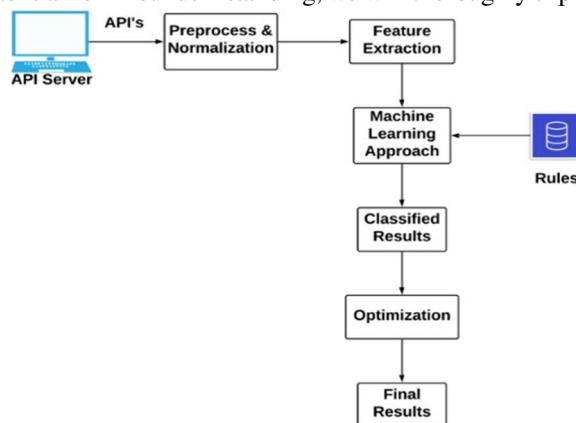 API's
API Server
Preprocess &
Normalization
Feature
Extraction
Machine
Learning
Approach
Rules
Classified
Results
Optimization
Final
Results